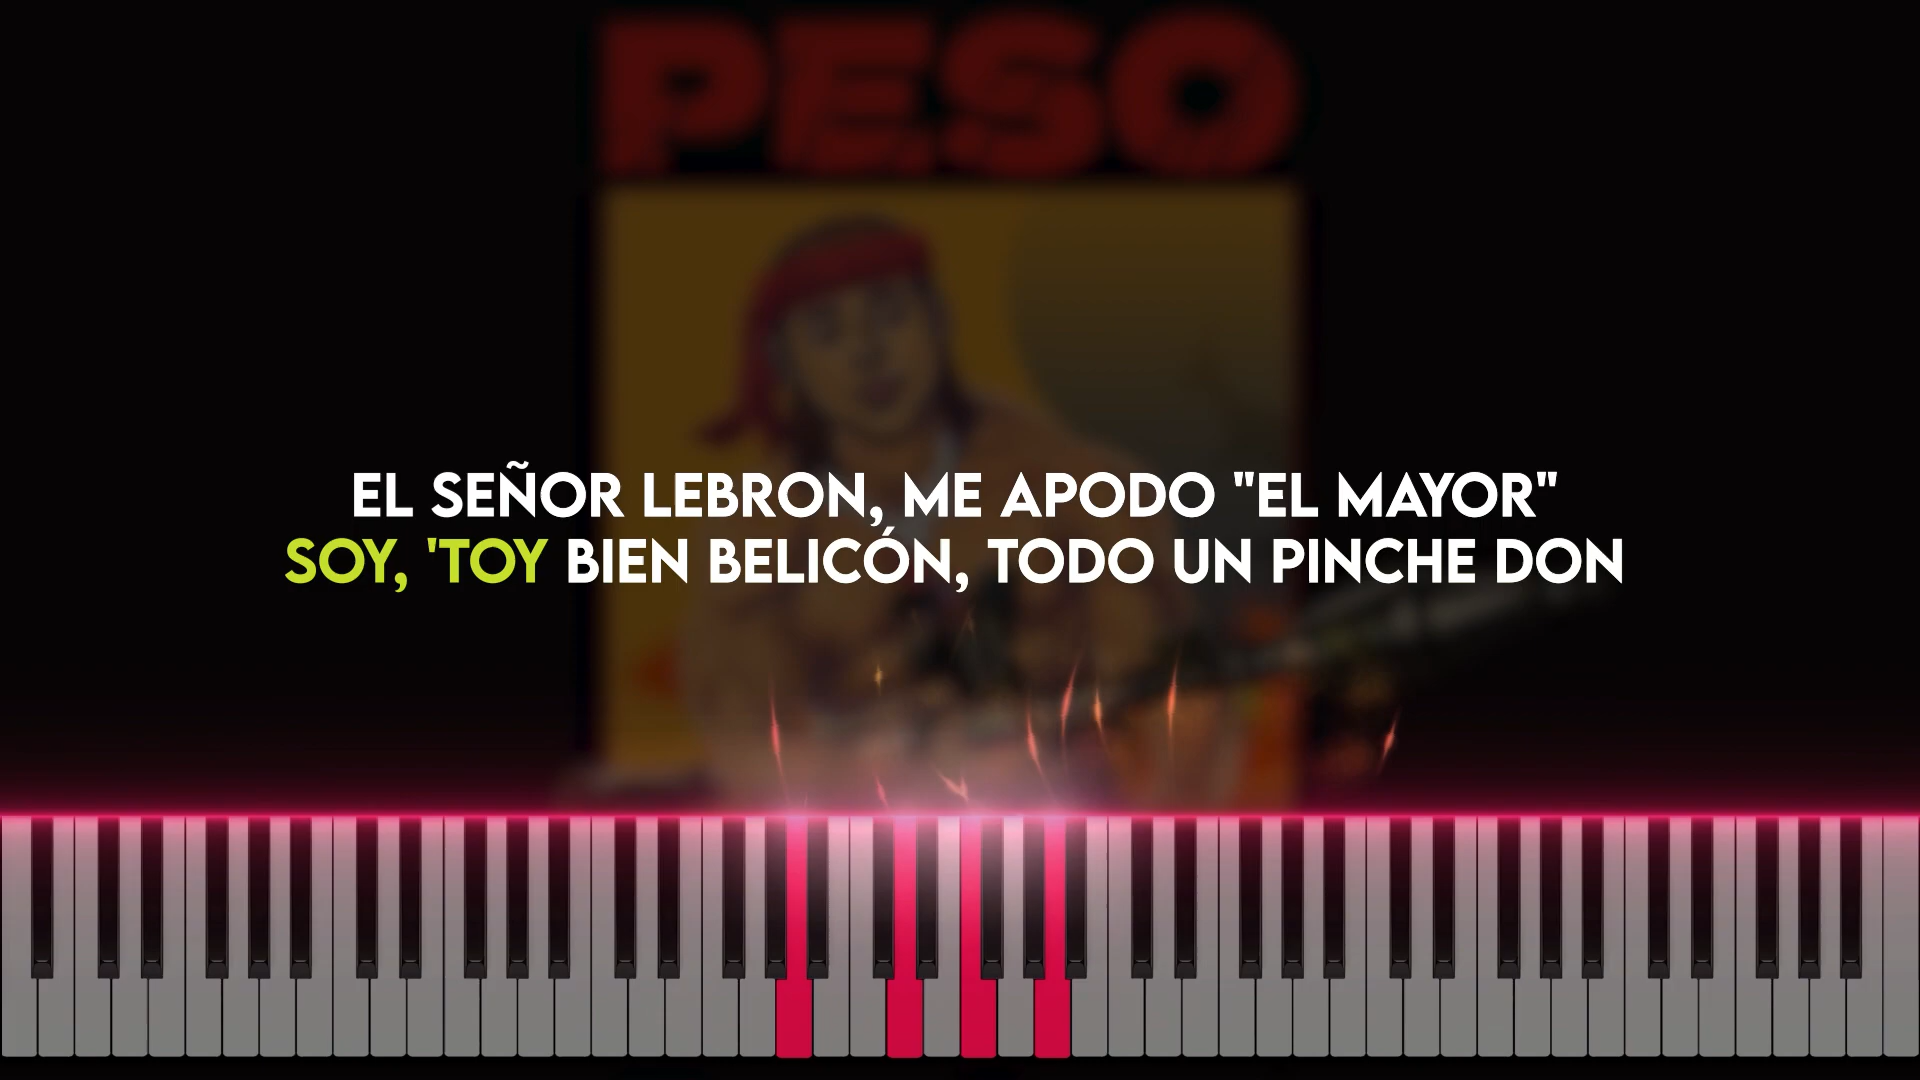 PESO
EL SEÑOR LEBRON, ME APODO "EL MAYOR"
SOY, 'TOY BIEN BELICÓN, TODO UN PINCHE DON